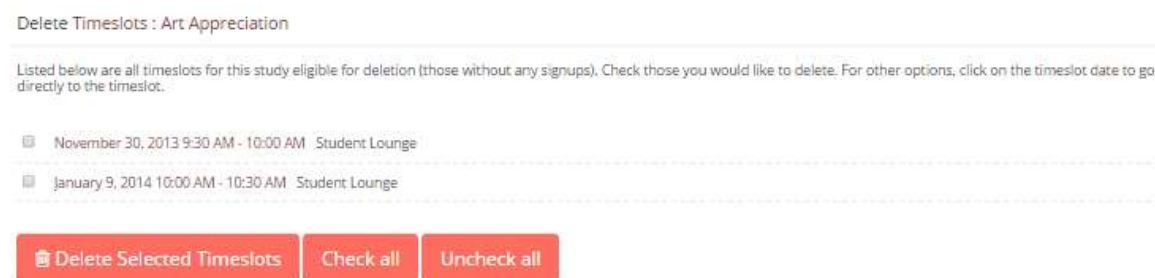 Delete Timeslots : Art Appreciation
Listed below are all timeslots for this study eligible for deletion (those without any signups). Check those you would like to delete. For other options, click on the timeslot date to go
directly to the timeslot.
November 30, 2013 9:30 AM - 10:00 AM Student Lounge
January 9, 2014 10:00 AM - 10:30 AM Student Lounge
Delete Selected Timeslots Check all Uncheck all